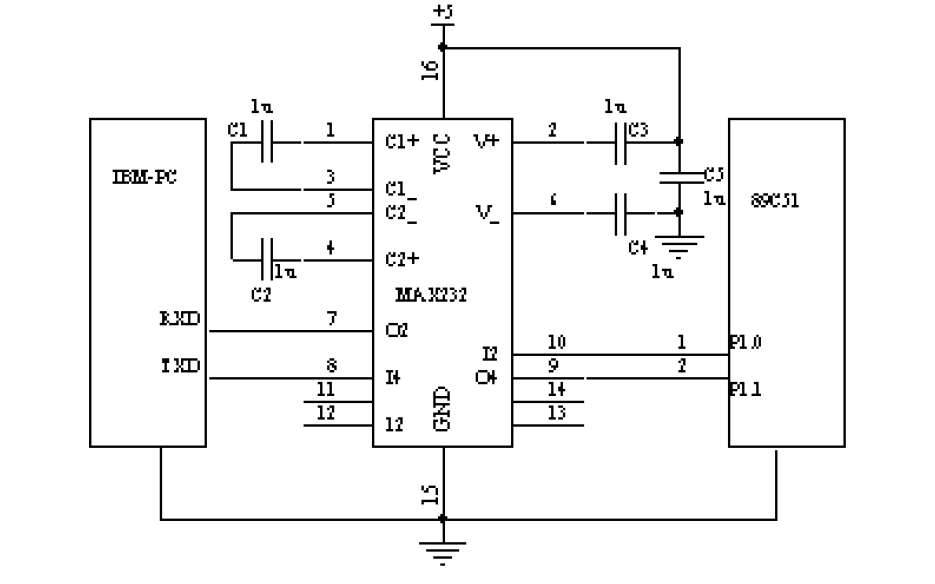 +5
16
1u
1u
C1
1
C1+
VCC
V+
2
C3
IBM-PC
3
C1_
C5
5
C2_
V_
6
1u
89C51
4
C2+
C4
1u
1u
C2
MAX232
RXD
7
O2
I2
10
1
P1.0
TXD
8
I4
O4
9
2
11
14
P1.1
12
12
GND
13
15